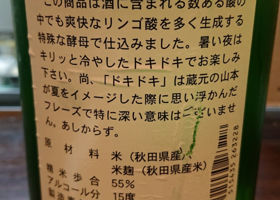 この商品は酒に含まれる数ある酸
の中でも爽快なリンゴ酸を多く生成する
特殊な酵母で仕込みました。暑い夜は
キリッと冷やしたドキドキでお楽しみ
下さい。尚、「ドキドキ」は蔵元の山本
が夏をイメージした際に思い浮かんだ
フレーズで特に深い意味はございませ
ん。あしからず。
原材料 米（秋田県産）
米麹（秋田県産米）
精米歩合 55％
アルコール分 15度